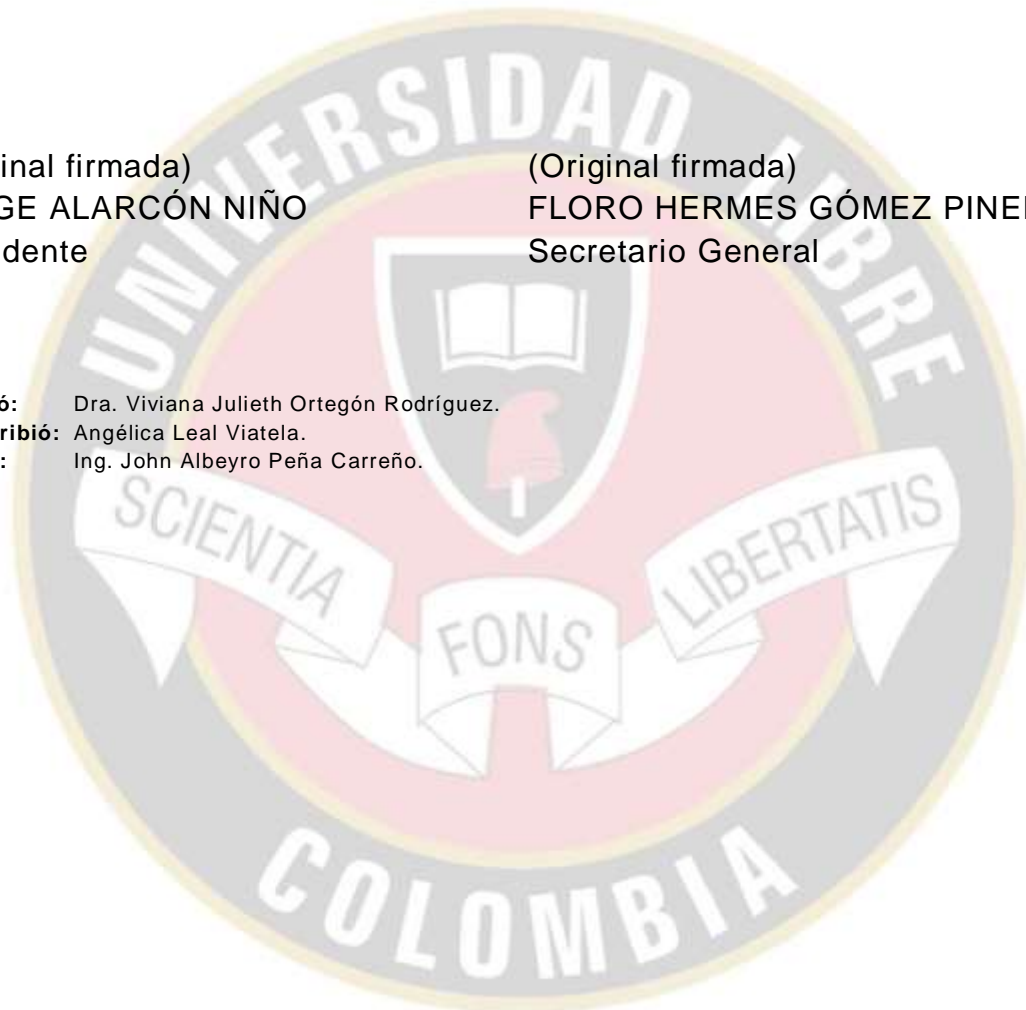 (Original firmada)
FLORO HERMES GÓMEZ
Secretario General
inal firmada)
GE ALARCÓN NIÑO
dente
ó: Dra. Viviana Julieth Ortegón Rodríguez.
ribió: Angélica Leal Viatela.
: Ing. John Albeyro Peña Carreño.
UNIVERSIDAD LIBRE
SCIENTIA
FONS
LIBERTATIS
COLOMBIA